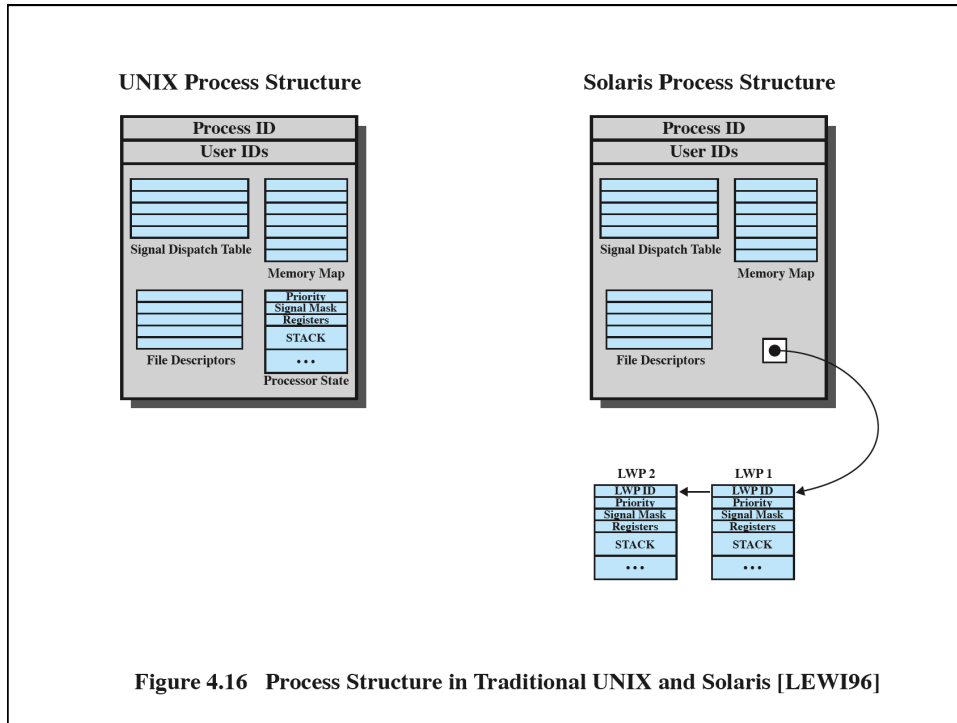 UNIX Process Structure
Process ID
User IDs
Signal Dispatch Table
Memory Map
File Descriptors
Priority
Signal Mask
Registers
STACK
• • •
Processor State
Solaris Process Structure
Process ID
User IDs
Signal Dispatch Table
Memory Map
File Descriptors
LWP 2
LWP ID
Priority
Signal Mask
Registers
STACK
• • •
LWP 1
LWP ID
Priority
Signal Mask
Registers
STACK
• • •
Figure 4.16 Process Structure in Traditional UNIX and Solaris [LEWI96]